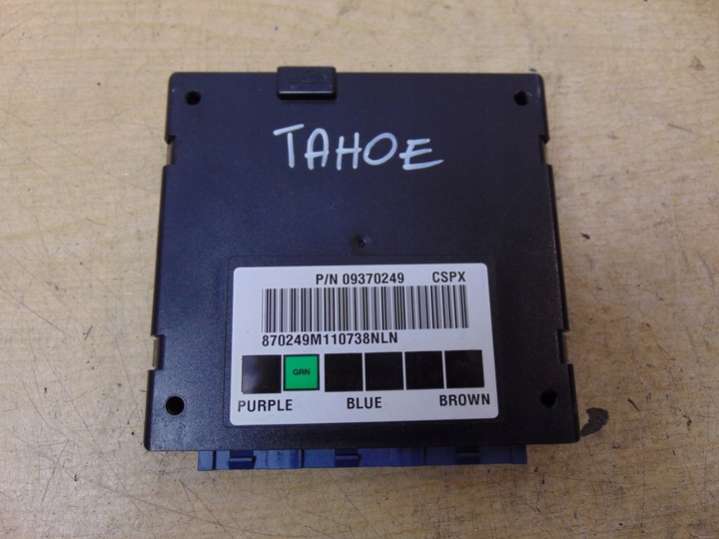 TAHOE
P/N 09370249 CSPX
870249M110738NLN
GRN
PURPLE BLUE BROWN